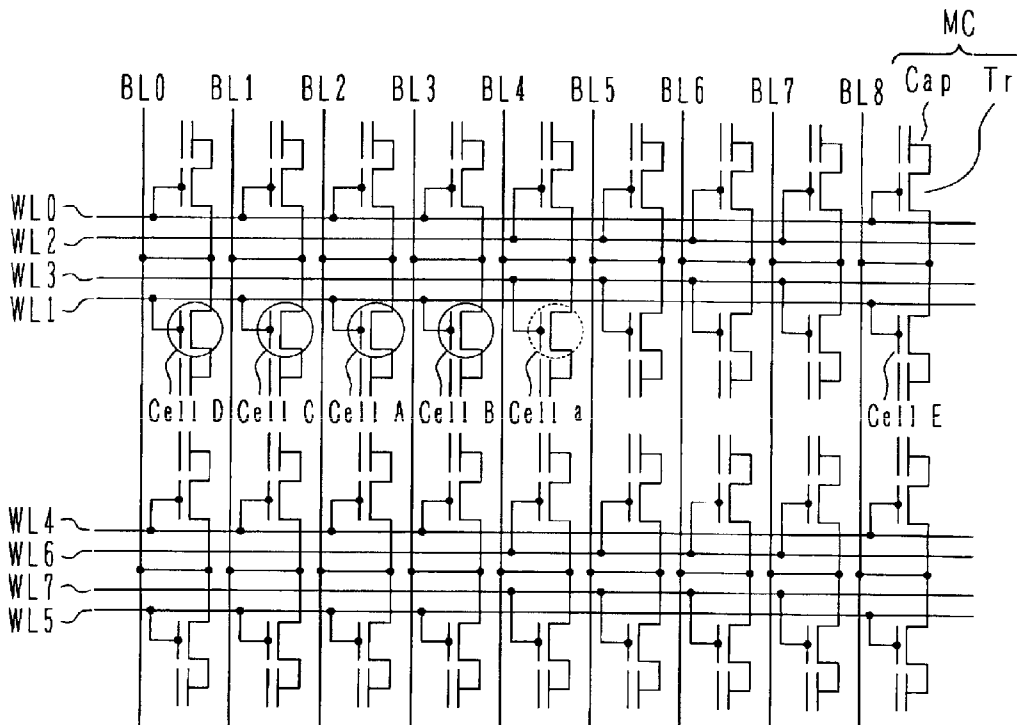 MC
BL0 BL1 BL2 BL3 BL4 BL5 BL6 BL7 BL8 Cap Tr
WL0
WL2
WL3
WL1
Cell D Cell C Cell A Cell B Cell a Cell E
WL4
WL6
WL7
WL5